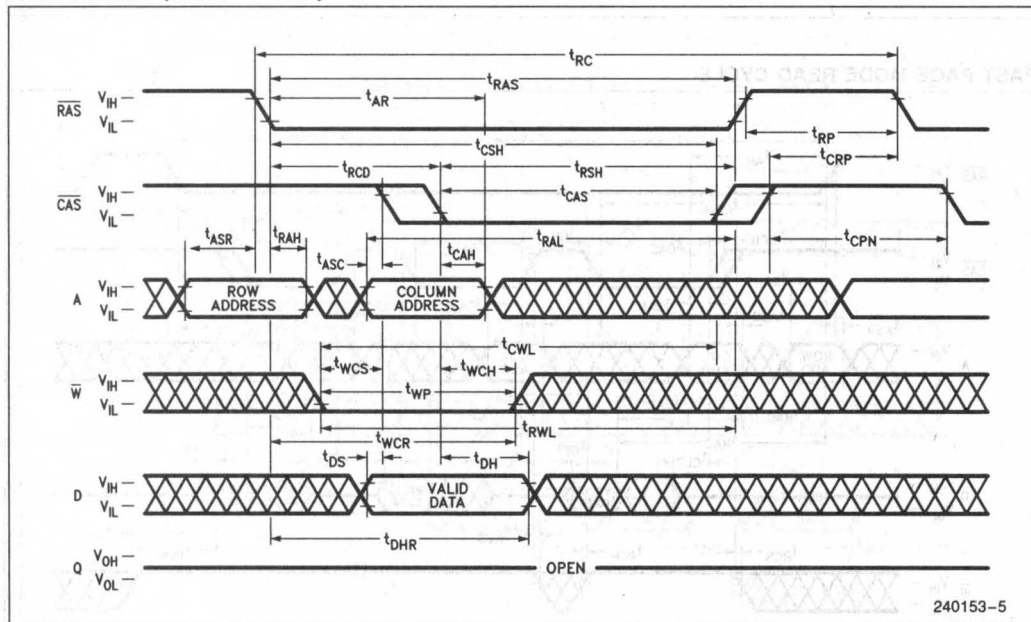 tRC
tRAS
tAR
RAS VIH
VIL
tRP
tCSH
tCRP
tRCD
tRSH
CAS VIH
VIL
tCAS
tASR
tRAH
tRAL
tCPN
tASC
tCAH
A VIH
VIL
ROW
ADDRESS
COLUMN
ADDRESS
tCWL
tWCS
tWCH
W VIH
VIL
tWP
tRWL
tWCR
tDS
tDH
D VIH
VIL
VALID
DATA
tDHR
Q VOH
VOL
OPEN
240153-5